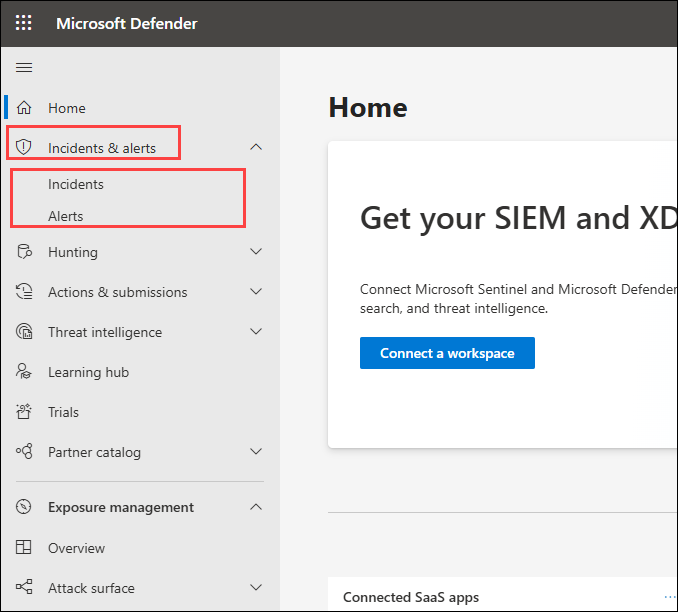 Microsoft Defender
Home
Incidents & alerts
Incidents
Alerts
Hunting
Actions & submissions
Threat intelligence
Learning hub
Trials
Partner catalog
Exposure management
Overview
Attack surface
Home
Get your SIEM and XD
Connect Microsoft Sentinel and Microsoft Defender
search, and threat intelligence.
Connect a workspace
Connected SaaS apps